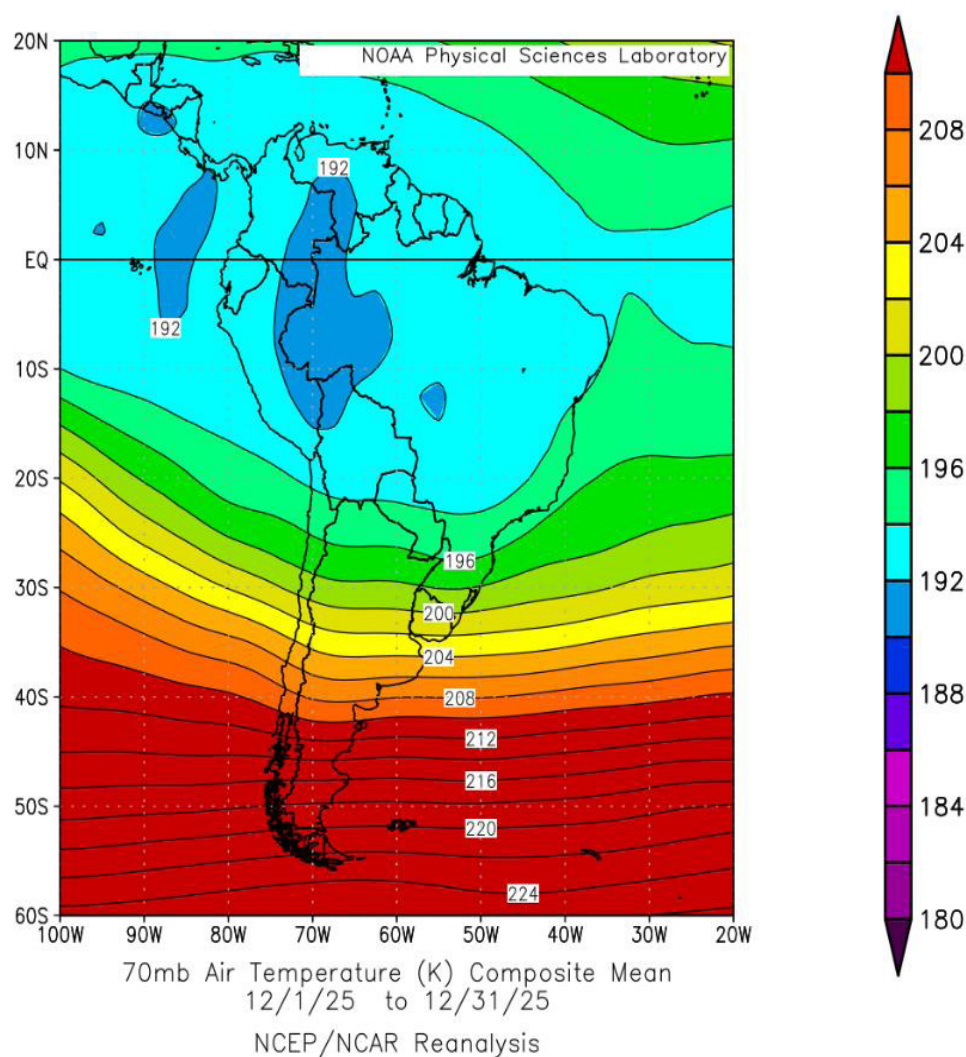 NOAA Physical Sciences Laboratory
20N
10N
EQ
10S
20S
30S
40S
50S
60S
192
192
196
200
204
208
212
216
220
224
100W 90W 80W 70W 60W 50W 40W 30W 20W
208
204
200
196
192
188
184
180
70mb Air Temperature (K) Composite Mean
12/1/25 to 12/31/25
NCEP/NCAR Reanalysis